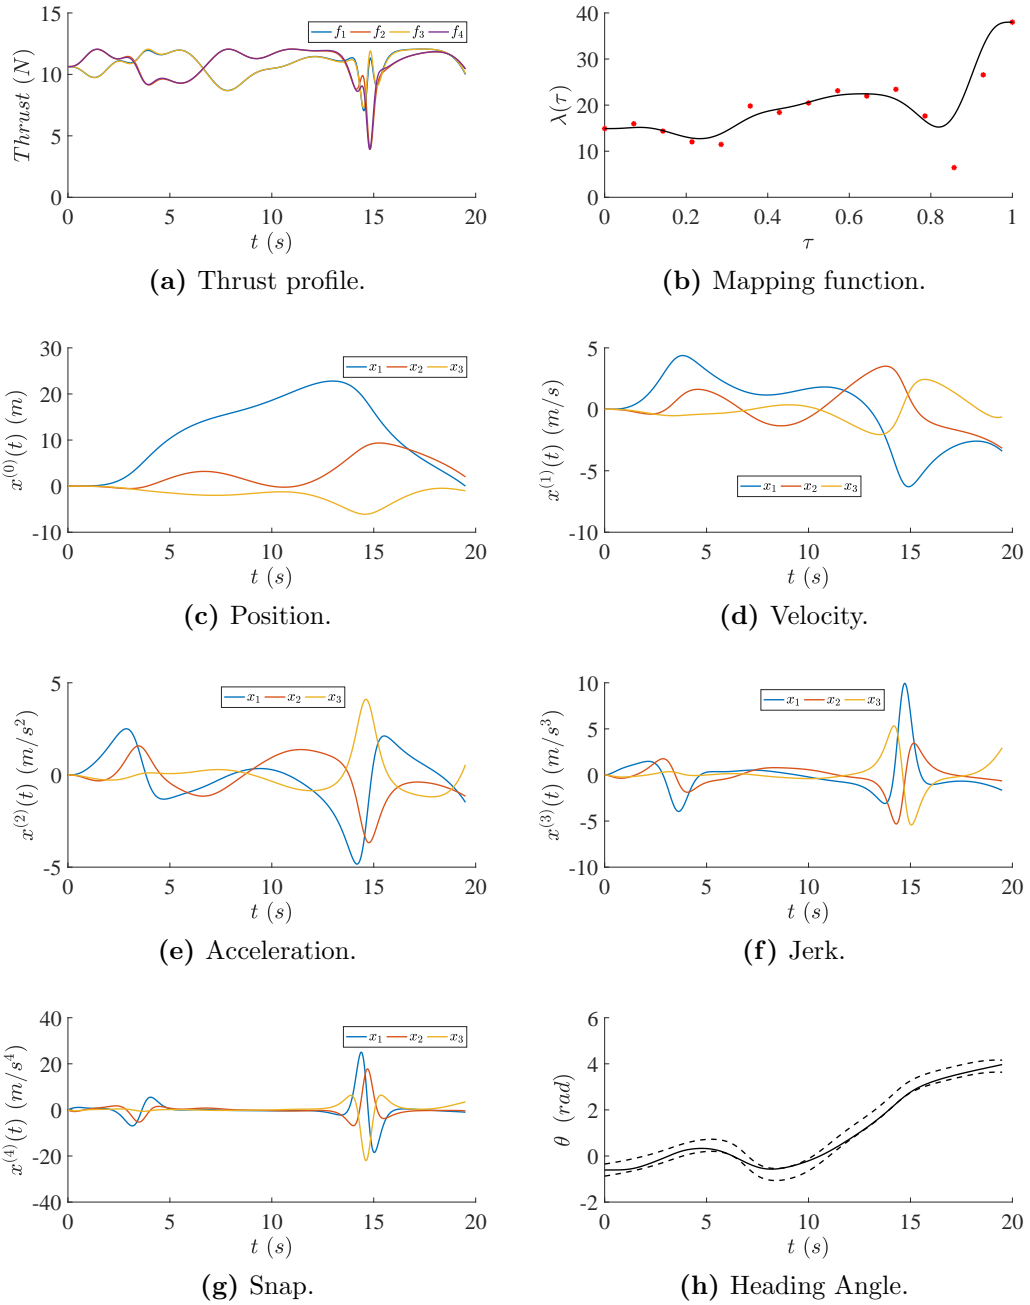 15
10
5
0
Thrust (N)
f₁ f₂ f₃ f₄
0 5 10 15 20
t (s)
(a) Thrust profile.
40
30
20
10
0
λ(τ)
0 0.2 0.4 0.6 0.8 1
τ
(b) Mapping function.
30
20
10
0
-10
x⁽⁰⁾(t) (m)
x₁ x₂ x₃
0 5 10 15 20
t (s)
(c) Position.
5
0
-5
-10
x⁽¹⁾(t) (m/s)
x₁ x₂ x₃
0 5 10 15 20
t (s)
(d) Velocity.
5
0
-5
x⁽²⁾(t) (m/s²)
x₁ x₂ x₃
0 5 10 15 20
t (s)
(e) Acceleration.
10
5
0
-5
-10
x⁽³⁾(t) (m/s³)
x₁ x₂ x₃
0 5 10 15 20
t (s)
(f) Jerk.
40
20
0
-20
-40
x⁽⁴⁾(t) (m/s⁴)
x₁ x₂ x₃
0 5 10 15 20
t (s)
(g) Snap.
6
4
2
0
-2
θ (rad)
0 5 10 15 20
t (s)
(h) Heading Angle.